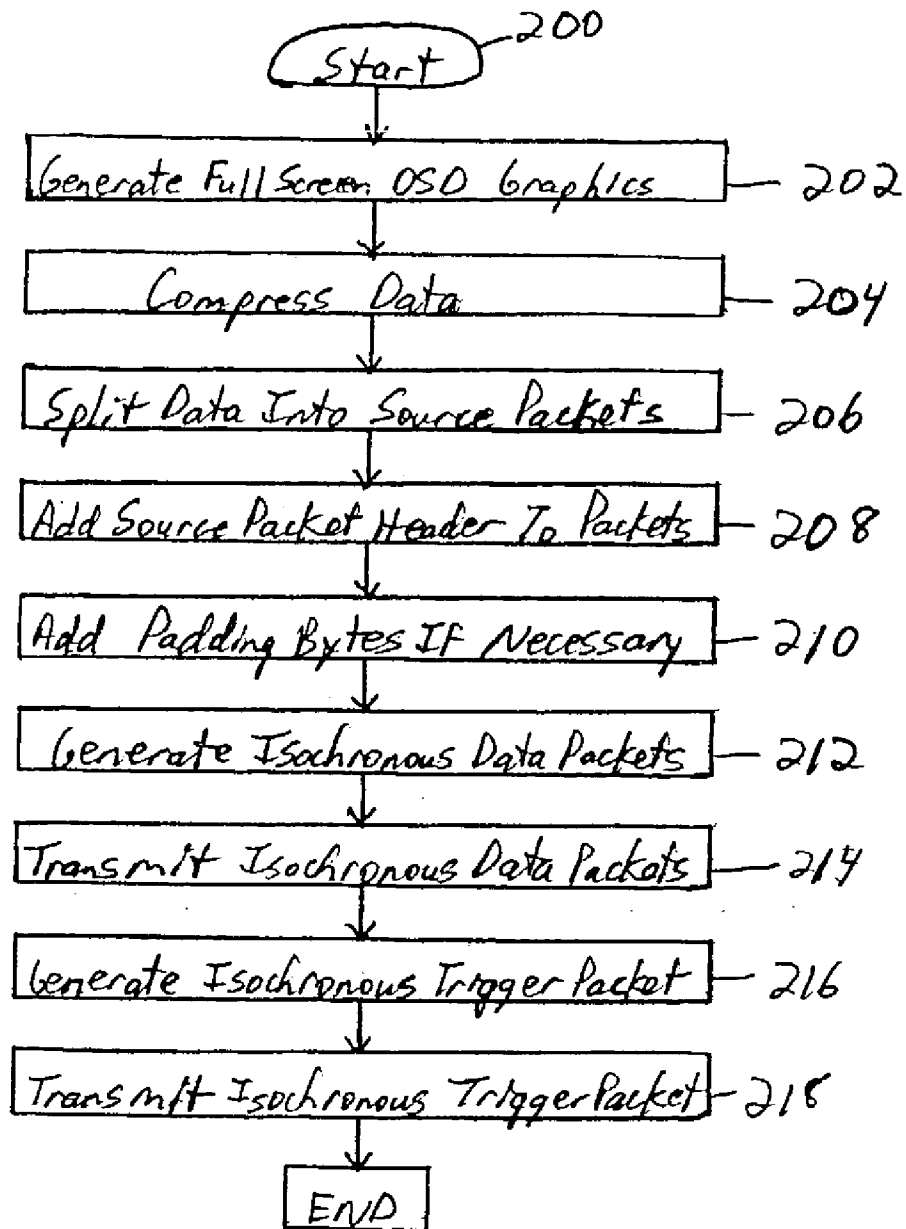 200
Start
Generate Full Screen OSD Graphics 202
Compress Data 204
Split Data Into Source Packets 206
Add Source Packet Header To Packets 208
Add Padding Bytes If Necessary 210
Generate Isochronous Data Packets 212
Transmit Isochronous Data Packets 214
Generate Isochronous Trigger Packet 216
Transmit Isochronous Trigger Packet 218
END